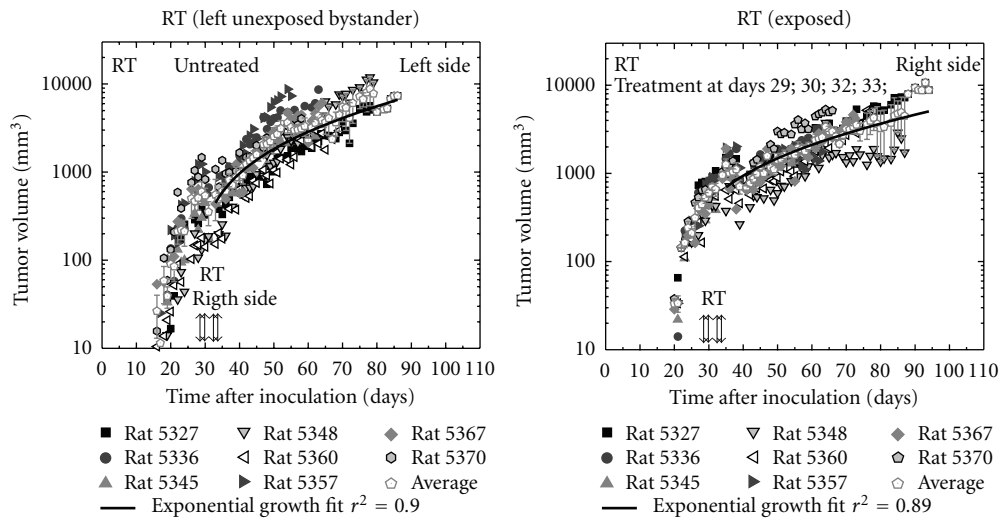 RT (left unexposed bystander)
RT
Untreated
Left side
10000
1000
100
10
Tumor volume (mm³)
RT
Rigth side
0 10 20 30 40 50 60 70 80 90 100 110
Time after inoculation (days)
Rat 5327
Rat 5348
Rat 5367
Rat 5336
Rat 5360
Rat 5370
Rat 5345
Rat 5357
Average
Exponential growth fit r² = 0.9
RT (exposed)
RT
Right side
Treatment at days 29; 30; 32; 33;
10000
1000
100
10
Tumor volume (mm³)
RT
0 10 20 30 40 50 60 70 80 90 100 110
Time after inoculation (days)
Rat 5327
Rat 5348
Rat 5367
Rat 5336
Rat 5360
Rat 5370
Rat 5345
Rat 5357
Average
Exponential growth fit r² = 0.89